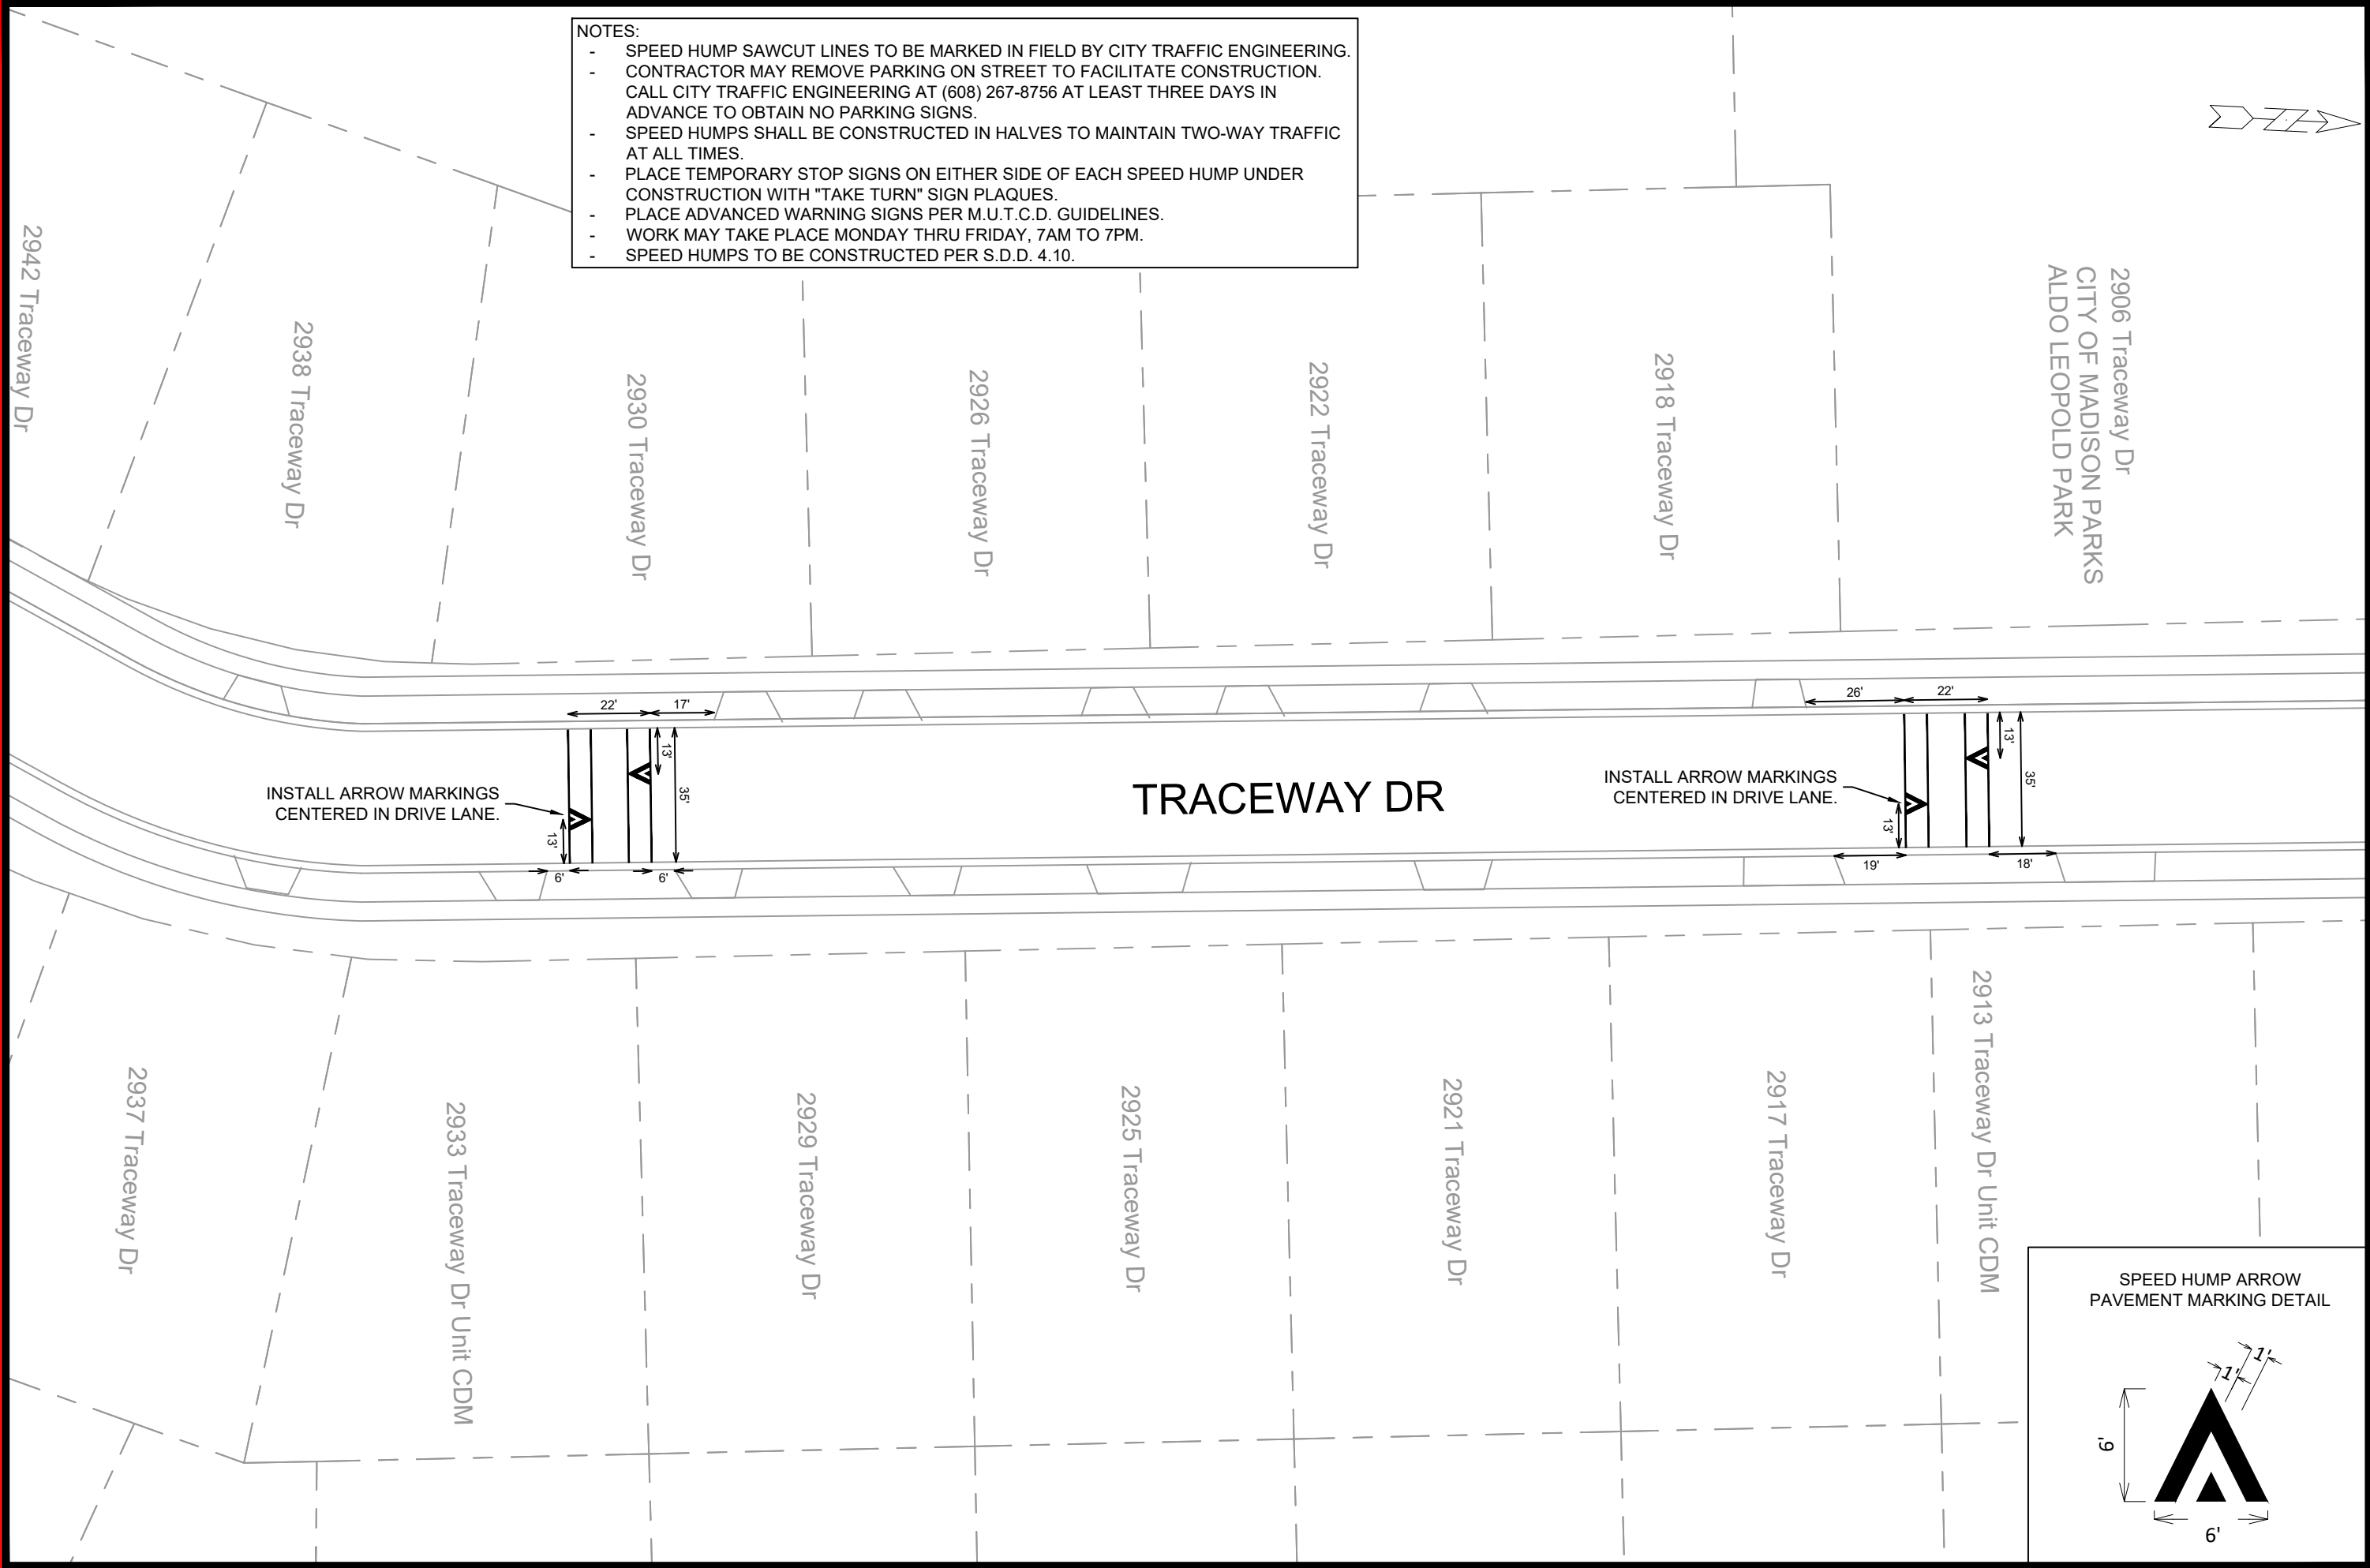 NOTES:
- SPEED HUMP SAWCUT LINES TO BE MARKED IN FIELD BY CITY TRAFFIC ENGINEERING.
- CONTRACTOR MAY REMOVE PARKING ON STREET TO FACILITATE CONSTRUCTION.
CALL CITY TRAFFIC ENGINEERING AT (608) 267-8756 AT LEAST THREE DAYS IN
ADVANCE TO OBTAIN NO PARKING SIGNS.
- SPEED HUMPS SHALL BE CONSTRUCTED IN HALVES TO MAINTAIN TWO-WAY TRAFFIC
AT ALL TIMES.
- PLACE TEMPORARY STOP SIGNS ON EITHER SIDE OF EACH SPEED HUMP UNDER
CONSTRUCTION WITH "TAKE TURN" SIGN PLAQUES.
- PLACE ADVANCED WARNING SIGNS PER M.U.T.C.D. GUIDELINES.
- WORK MAY TAKE PLACE MONDAY THRU FRIDAY, 7AM TO 7PM.
- SPEED HUMPS TO BE CONSTRUCTED PER S.D.D. 4.10.
2942 Traceway Dr
2938 Traceway Dr
2930 Traceway Dr
2926 Traceway Dr
2922 Traceway Dr
2918 Traceway Dr
2906 Traceway Dr
CITY OF MADISON PARKS
ALDO LEOPOLD PARK
22'
17'
13'
35'
INSTALL ARROW MARKINGS
CENTERED IN DRIVE LANE.
13'
6'
6'
TRACEWAY DR
26'
22'
13'
35'
INSTALL ARROW MARKINGS
CENTERED IN DRIVE LANE.
13'
19'
18'
2937 Traceway Dr
2933 Traceway Dr Unit CDM
2929 Traceway Dr
2925 Traceway Dr
2921 Traceway Dr
2917 Traceway Dr
2913 Traceway Dr Unit CDM
SPEED HUMP ARROW
PAVEMENT MARKING DETAIL
1'
1'
6'
6'